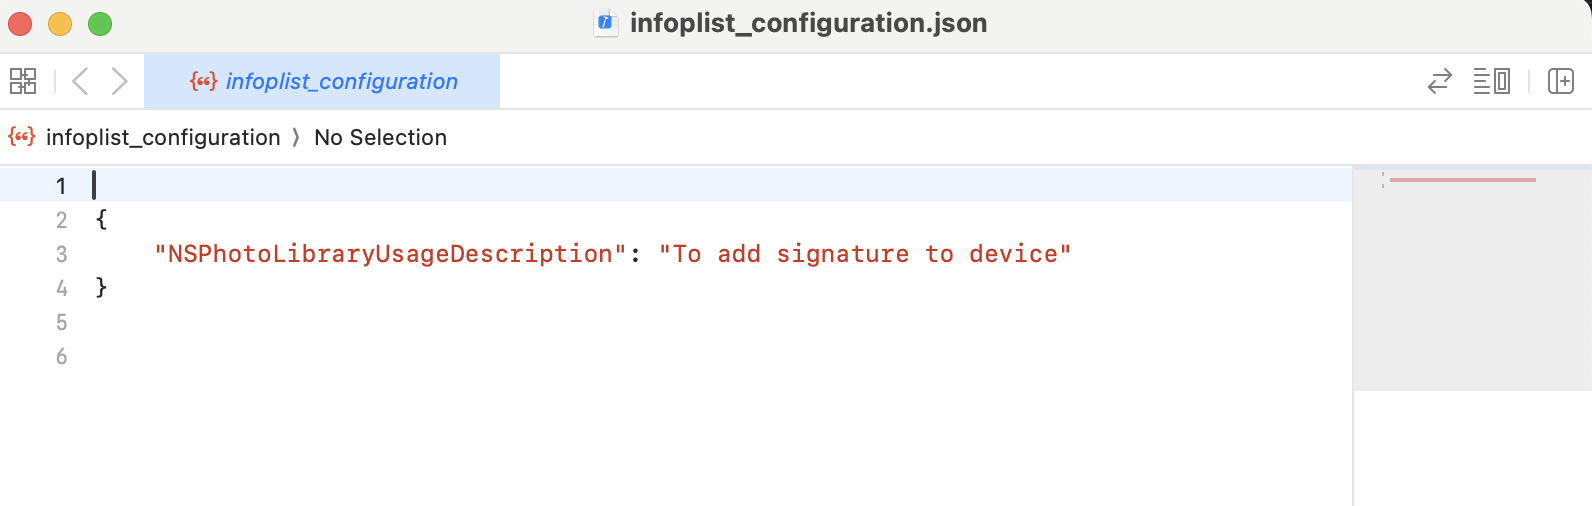 infoplist_configuration.json
infoplist_configuration
infoplist_configuration 〉 No Selection
1
2 {
3 "NSPhotoLibraryUsageDescription": "To add signature to device"
4 }
5
6